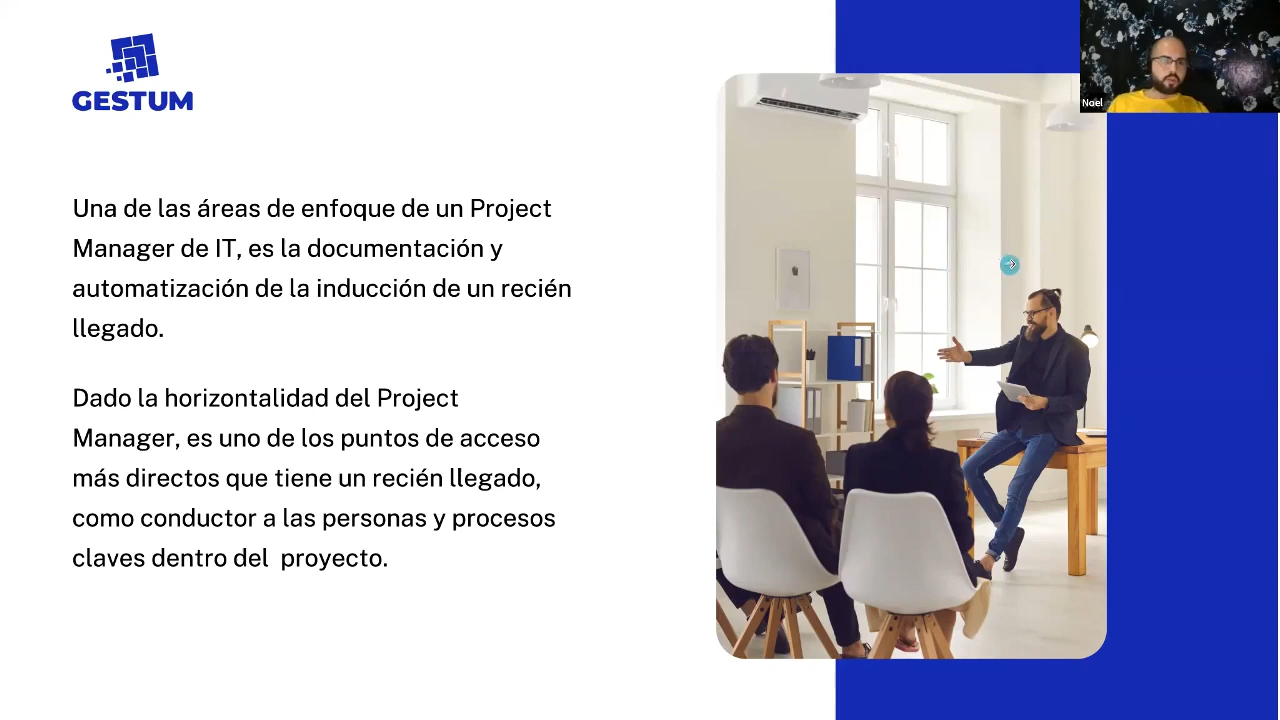 GESTUM
Una de las áreas de enfoque de un Project
Manager de IT, es la documentación y
automatización de la inducción de un recién
llegado.
Dado la horizontalidad del Project
Manager, es uno de los puntos de acceso
más directos que tiene un recién llegado,
como conductor a las personas y procesos
claves dentro del  proyecto.
Noel